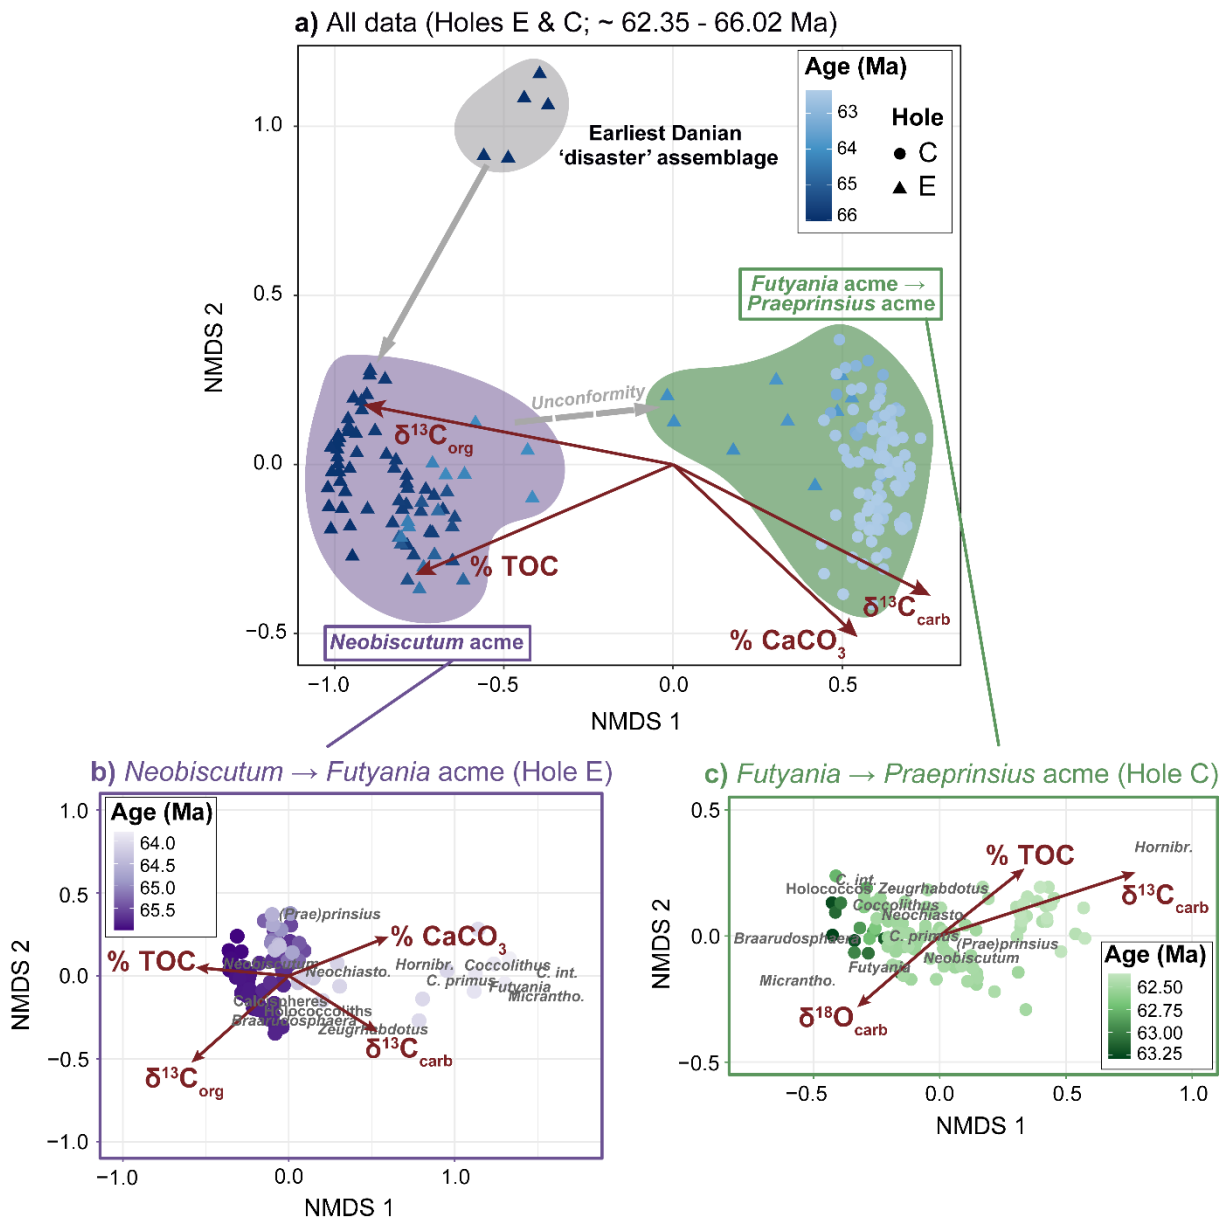 a) All data (Holes E & C; ~ 62.35 - 66.02 Ma)
Age (Ma)
63
64
65
66
Hole
C
E
Earliest Danian
‘disaster’ assemblage
1.0
0.5
0.0
−0.5
NMDS 2
Futyania acme →
Praeprinsius acme
Unconformity
δ13Corg
% TOC
δ13Ccarb
% CaCO3
Neobiscutum acme
−1.0
−0.5
0.0
0.5
NMDS 1
b) Neobiscutum → Futyania acme (Hole E)
Age (Ma)
64.0
64.5
65.0
65.5
1.0
0.5
0.0
−0.5
−1.0
NMDS 2
(Prae)prinsius
% CaCO3
% TOC
Neobiscutum
Neochiasto.
Hornibr.
Coccolithus
C. int.
C. primus
Futyania
Micrantho.
Calcispheres
Holococcoliths
Braarudosphaera
Zeugrhabdotus
δ13Ccarb
δ13Corg
−1.0
0.0
1.0
NMDS 1
c) Futyania → Praeprinsius acme (Hole C)
0.5
0.0
−0.5
NMDS 2
% TOC
Hornibr.
δ13Ccarb
C. int.
Holococcos
Zeugrhabdotus
Coccolithus
Neochiasto.
Braarudosphaera
C. primus
(Prae)prinsius
Neobiscutum
Futyania
Micrantho.
δ18Ocarb
Age (Ma)
62.50
62.75
63.00
63.25
−0.5
0.0
0.5
1.0
NMDS 1